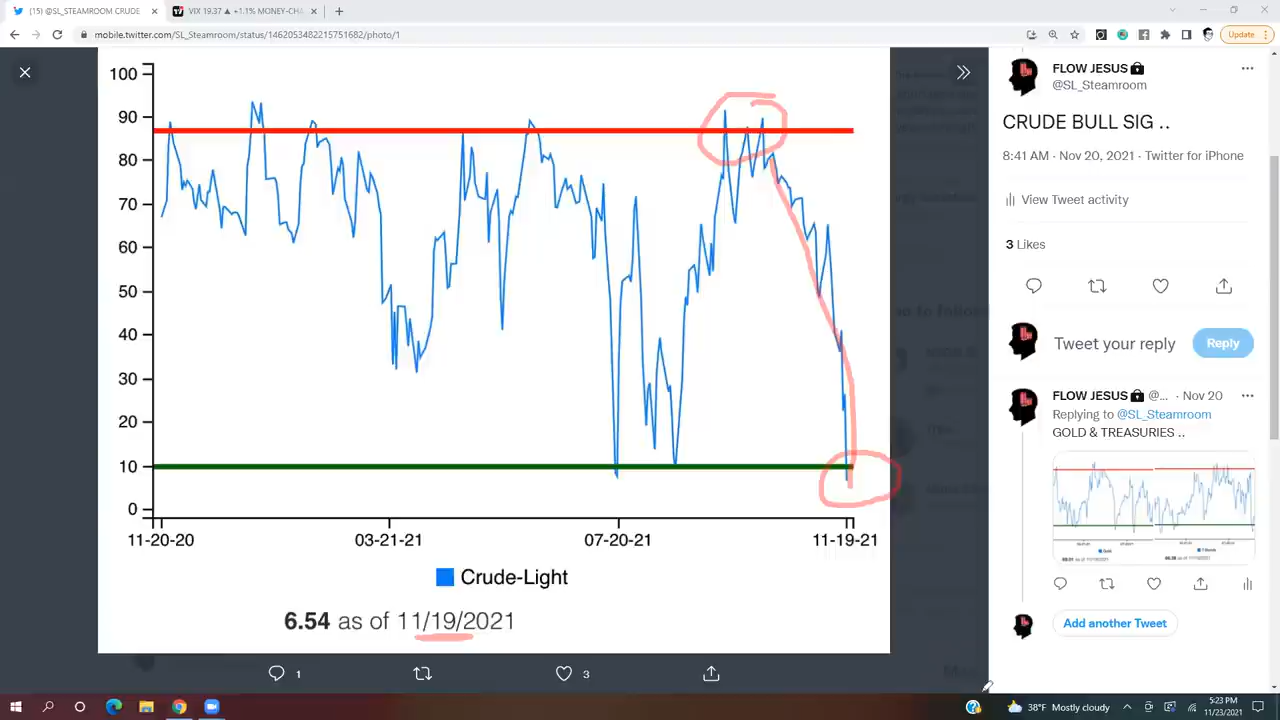 (15) @SL_STEAMROOM CRUDE
VIX 19.37 ▲ +1.1% MONEY-CHA
mobile.twitter.com/SL_Steamroom/status/1462053482215751682/photo/1
Update
100
90
80
70
60
50
40
30
20
10
0
11-20-20
03-21-21
07-20-21
11-19-21
Crude-Light
6.54 as of 11/19/2021
1
3
FLOW JESUS
@SL_Steamroom
CRUDE BULL SIG ..
8:41 AM · Nov 20, 2021 · Twitter for iPhone
View Tweet activity
3 Likes
Tweet your reply
Reply
FLOW JESUS @... · Nov 20
Replying to @SL_Steamroom
GOLD & TREASURIES ..
Add another Tweet
38°F Mostly cloudy
5:23 PM
11/23/2021